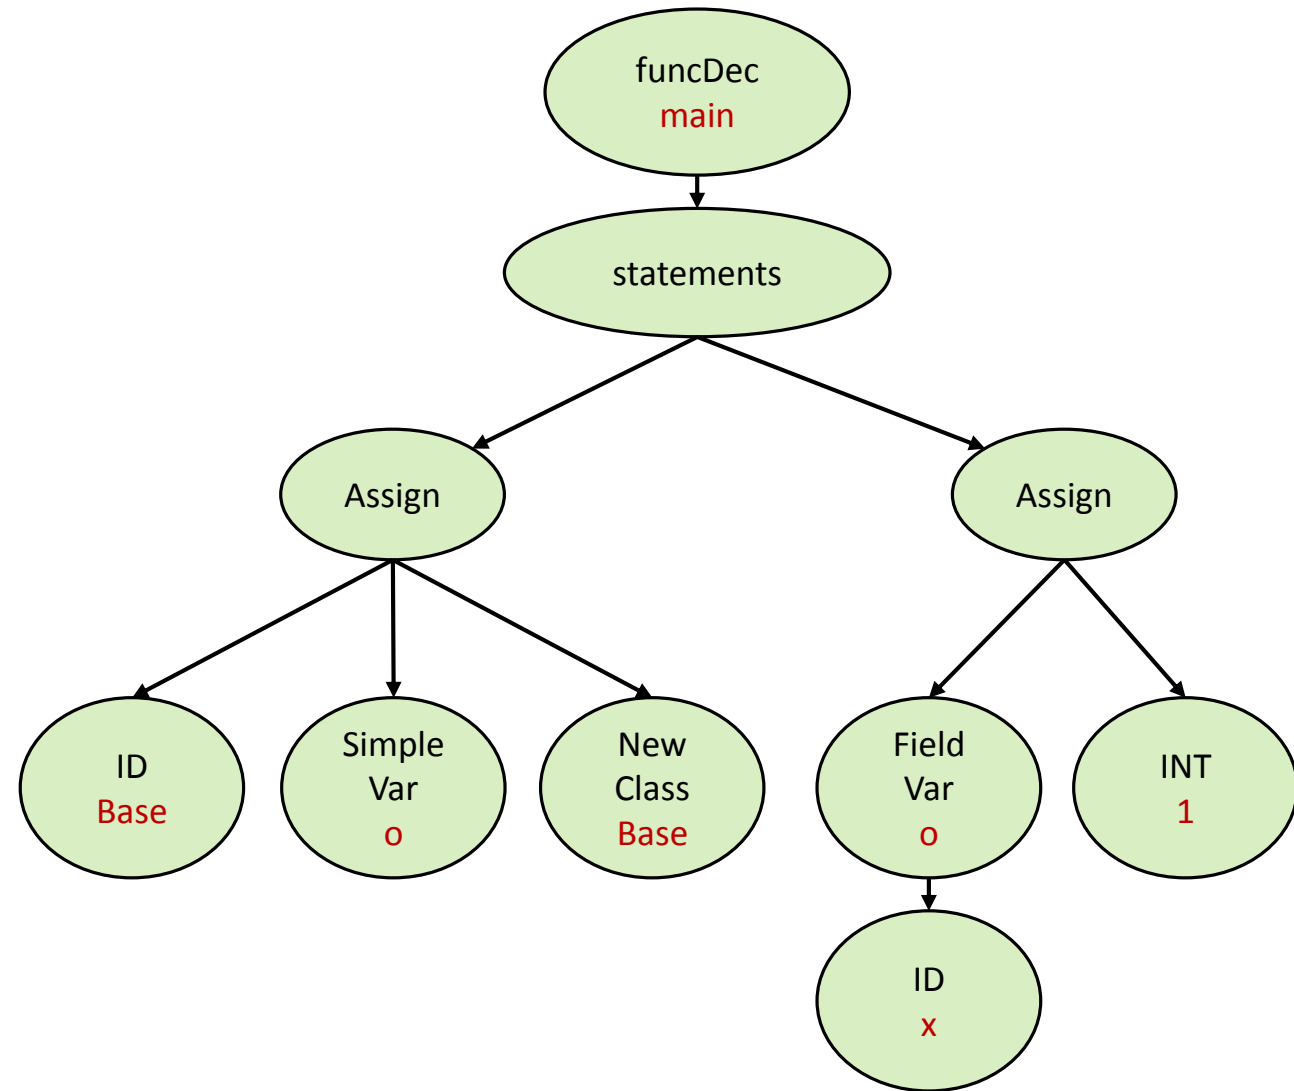 funcDec
main
statements
Assign
Assign
ID
Base
Simple
Var
o
New
Class
Base
Field
Var
o
INT
1
ID
x